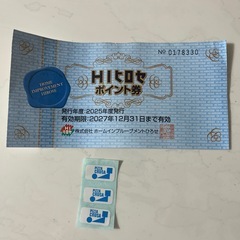 No 0178330
HOME
IMPROVEMENT
HIROSE
HIヒロセ
ポイント券
発行年度:2025年度発行
有効期限:2027年12月31日まで有効
株式会社 ホームインプルーブメントひろせ